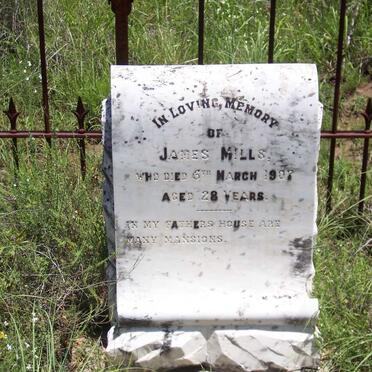 IN LOVING MEMORY
OF
JAMES MILLS,
WHO DIED 6TH MARCH 1907
AGED 28 YEARS.
IN MY FATHERS HOUSE ARE
MANY MANSIONS.